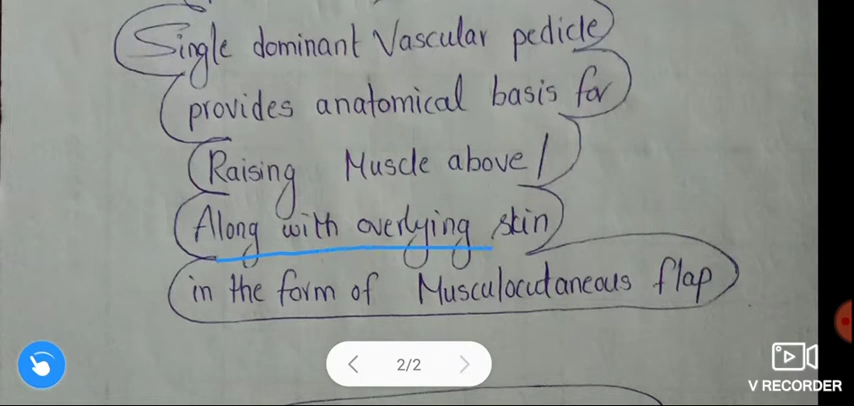 Single dominant Vascular pedicle
provides anatomical basis for
Raising Muscle above /
Along with overlying skin
in the form of Musculocutaneous flap
2/2
V RECORDER